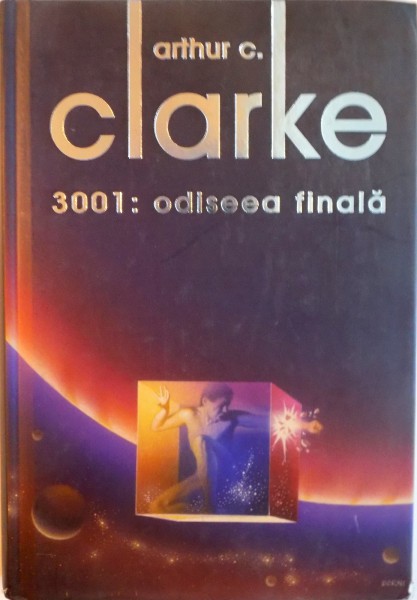 arthur c.
clarke
3001: odiseea finală